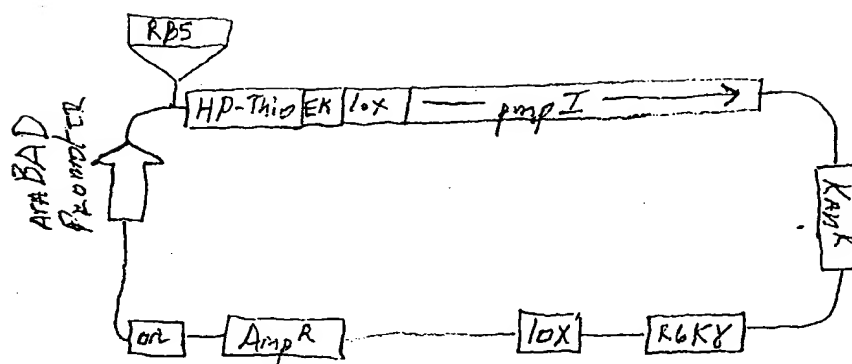 RBS
HP-Thio EK lox pmp I
araBAD
PROMOTER
KanR
ori AmpR lox R6Kγ